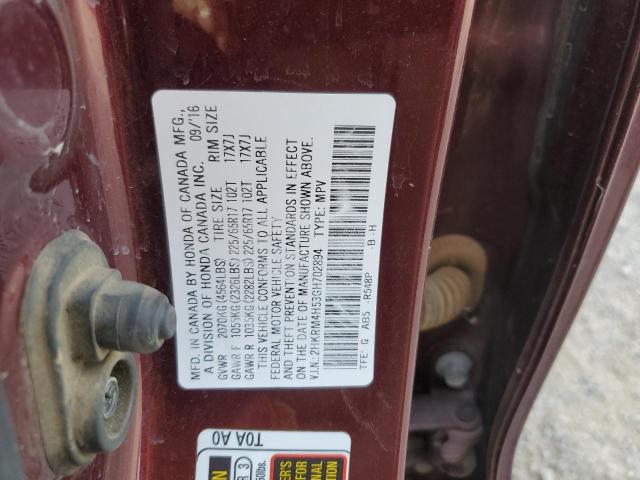 MFD. IN CANADA BY HONDA OF CANADA MFG.,
A DIVISION OF HONDA CANADA INC. 09/16
GVWR 2070KG(4564LBS) TIRE SIZE RIM SIZE
GAWR F 1055KG(2326LBS) 225/65R17 102T 17X7J
GAWR R 1035KG(2282LBS) 225/65R17 102T 17X7J
THIS VEHICLE CONFORMS TO ALL APPLICABLE
FEDERAL MOTOR VEHICLE SAFETY
AND THEFT PREVENTION STANDARDS IN EFFECT
ON THE DATE OF MANUFACTURE SHOWN ABOVE.
V.I.N.: 2HKRM4H53GH702894 TYPE: MPV
TFE G AB5 -R548P -B -H
T0A A0